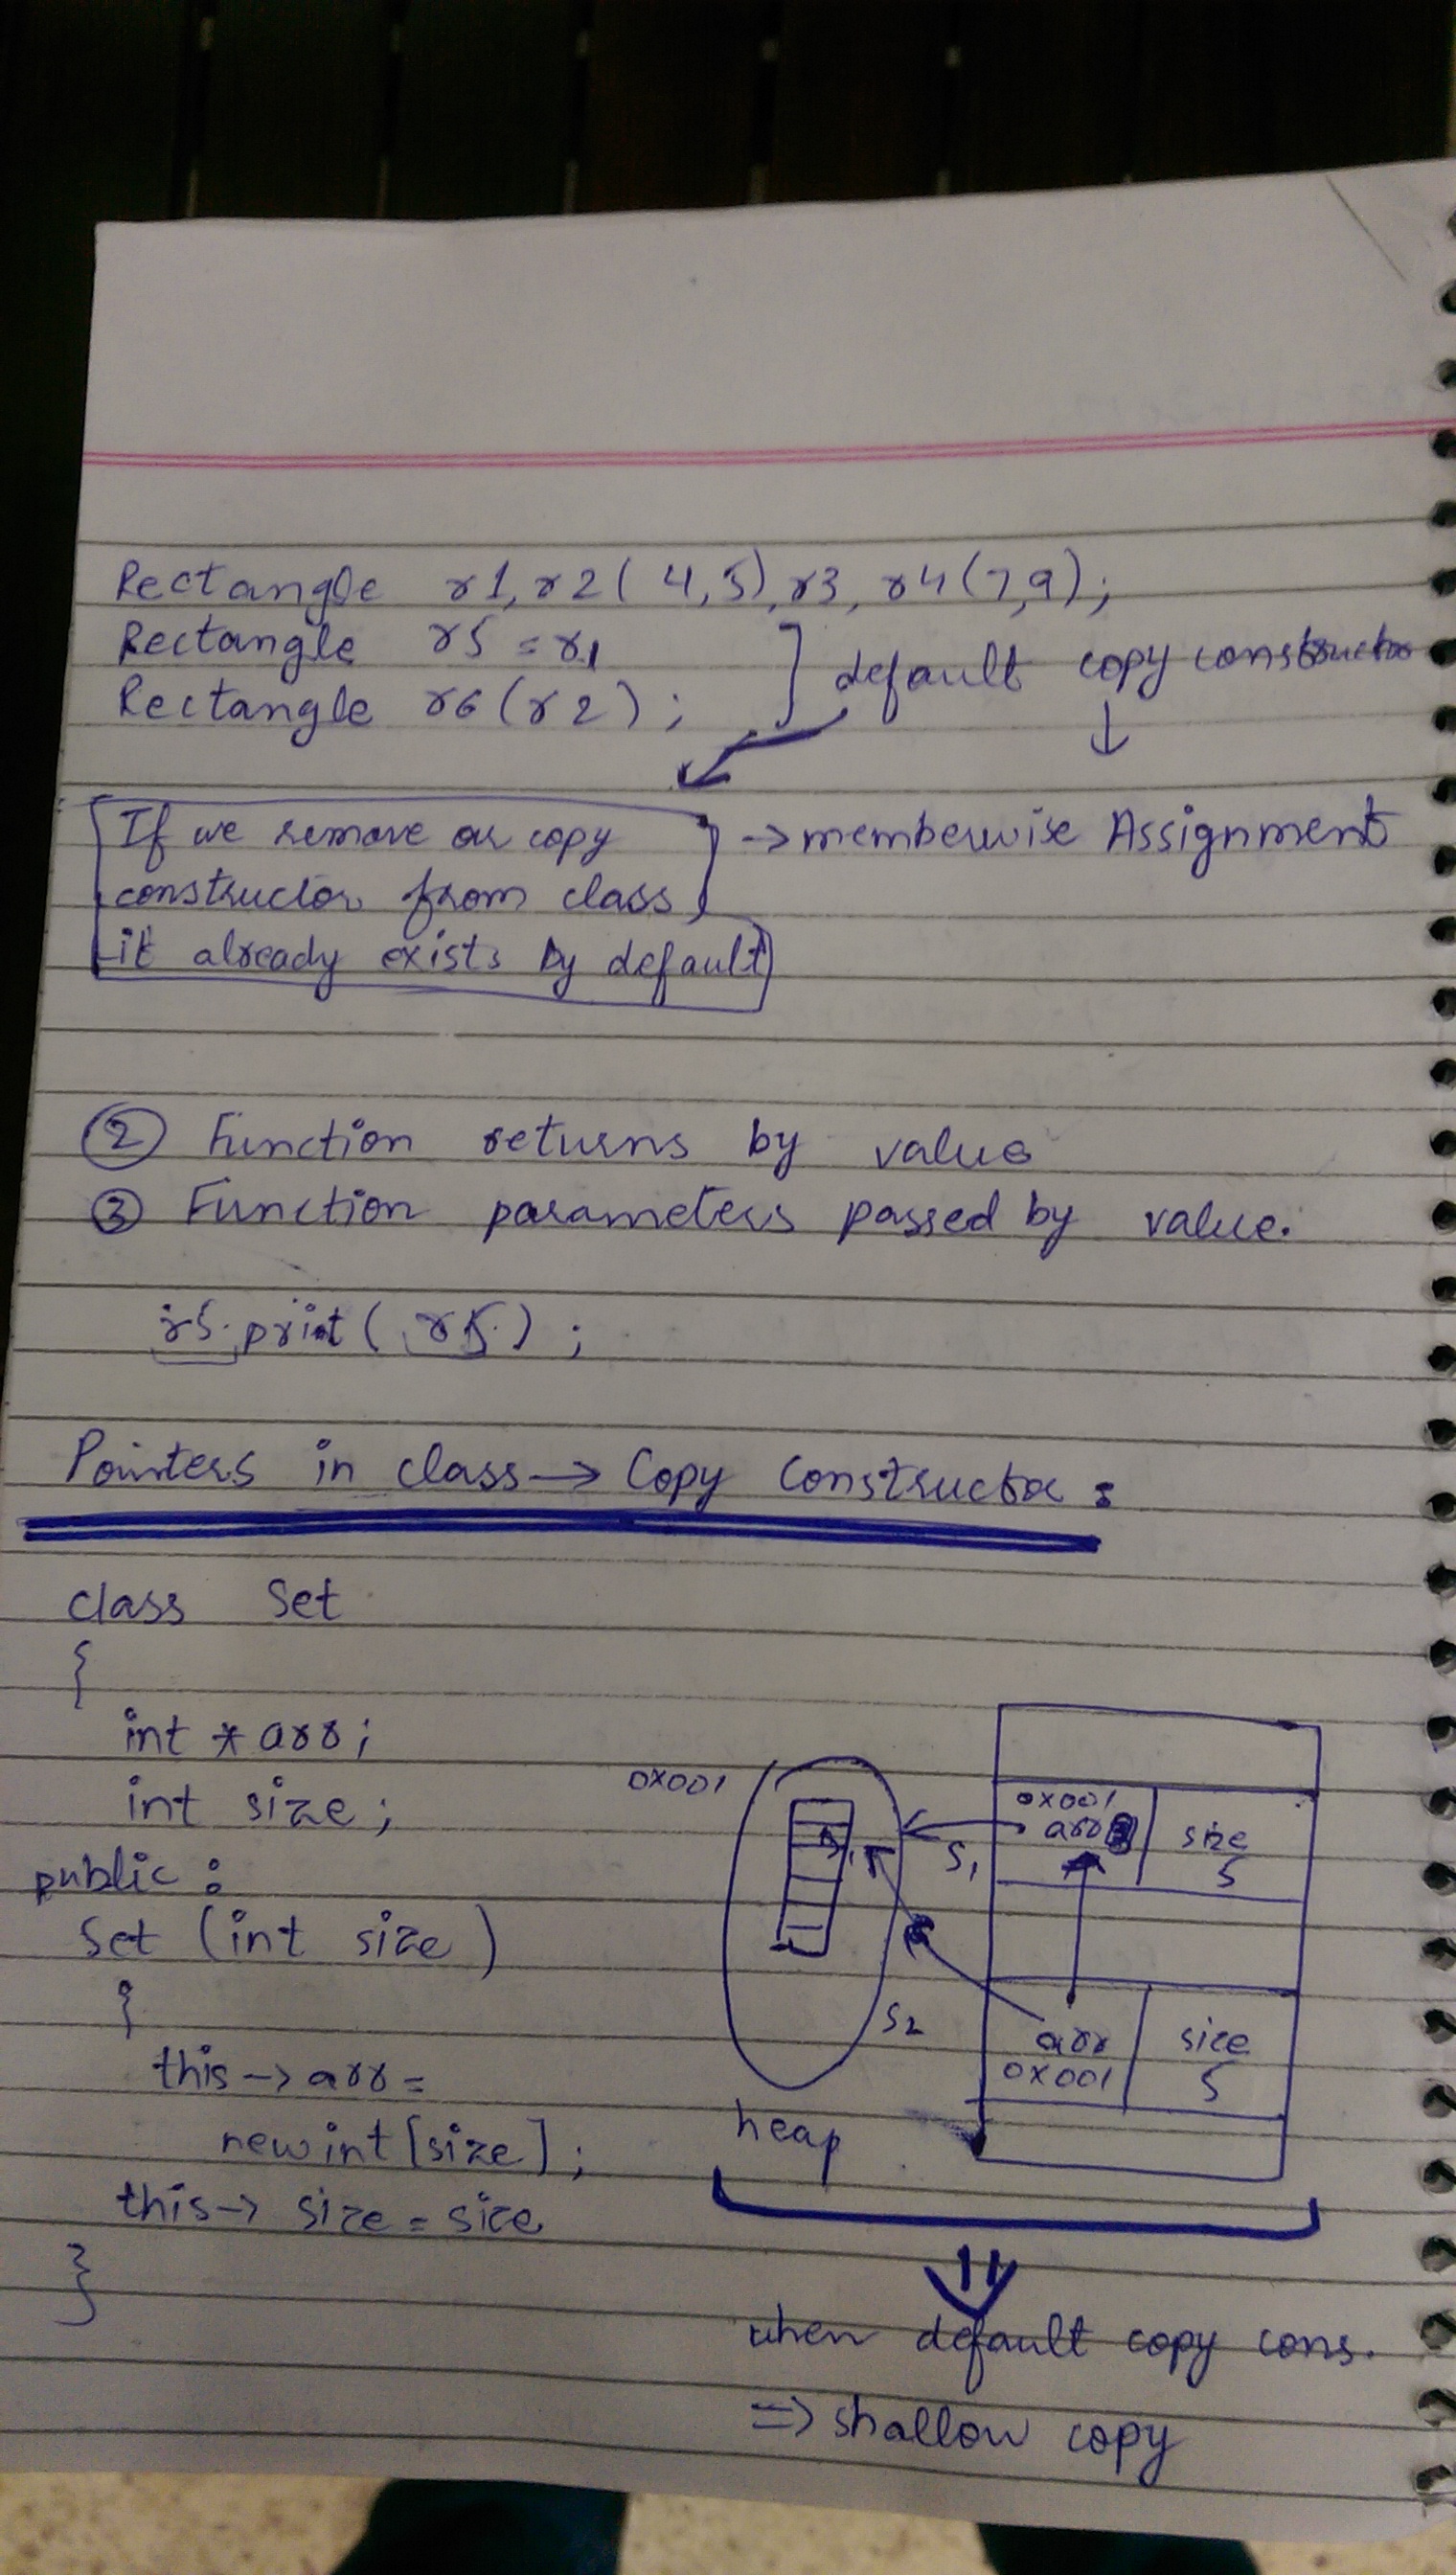 Rectangle r1, r2( 4,5), r3, r4(7,9);
Rectangle r5 = r1
Rectangle r6(r2);
default copy constructor
If we remove our copy
constructor from class
it already exists by default
→ memberwise Assignment
② Function returns by value
③ Function parameters passed by value.
r5.print( r5 );
Pointers in class → Copy Constructor :
class Set
{
int *arr;
int size;
public :
Set (int size)
{
this -> arr =
new int [size];
this -> size = size
}
0x001
0x001
arr
size
5
S1
S2
arr
0x001
size
5
heap
when default copy cons.
⇒ shallow copy